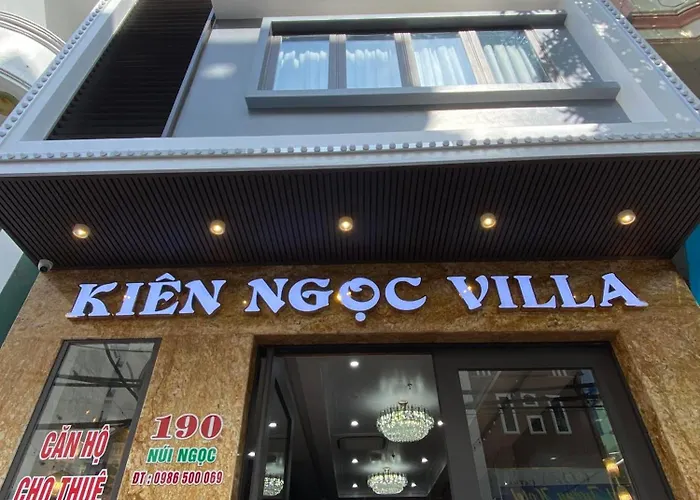 KIÊN NGỌC VILLA
190
NÚI NGỌC
ĐT : 0986 500 069
CĂN HỘ
CHO THUÊ